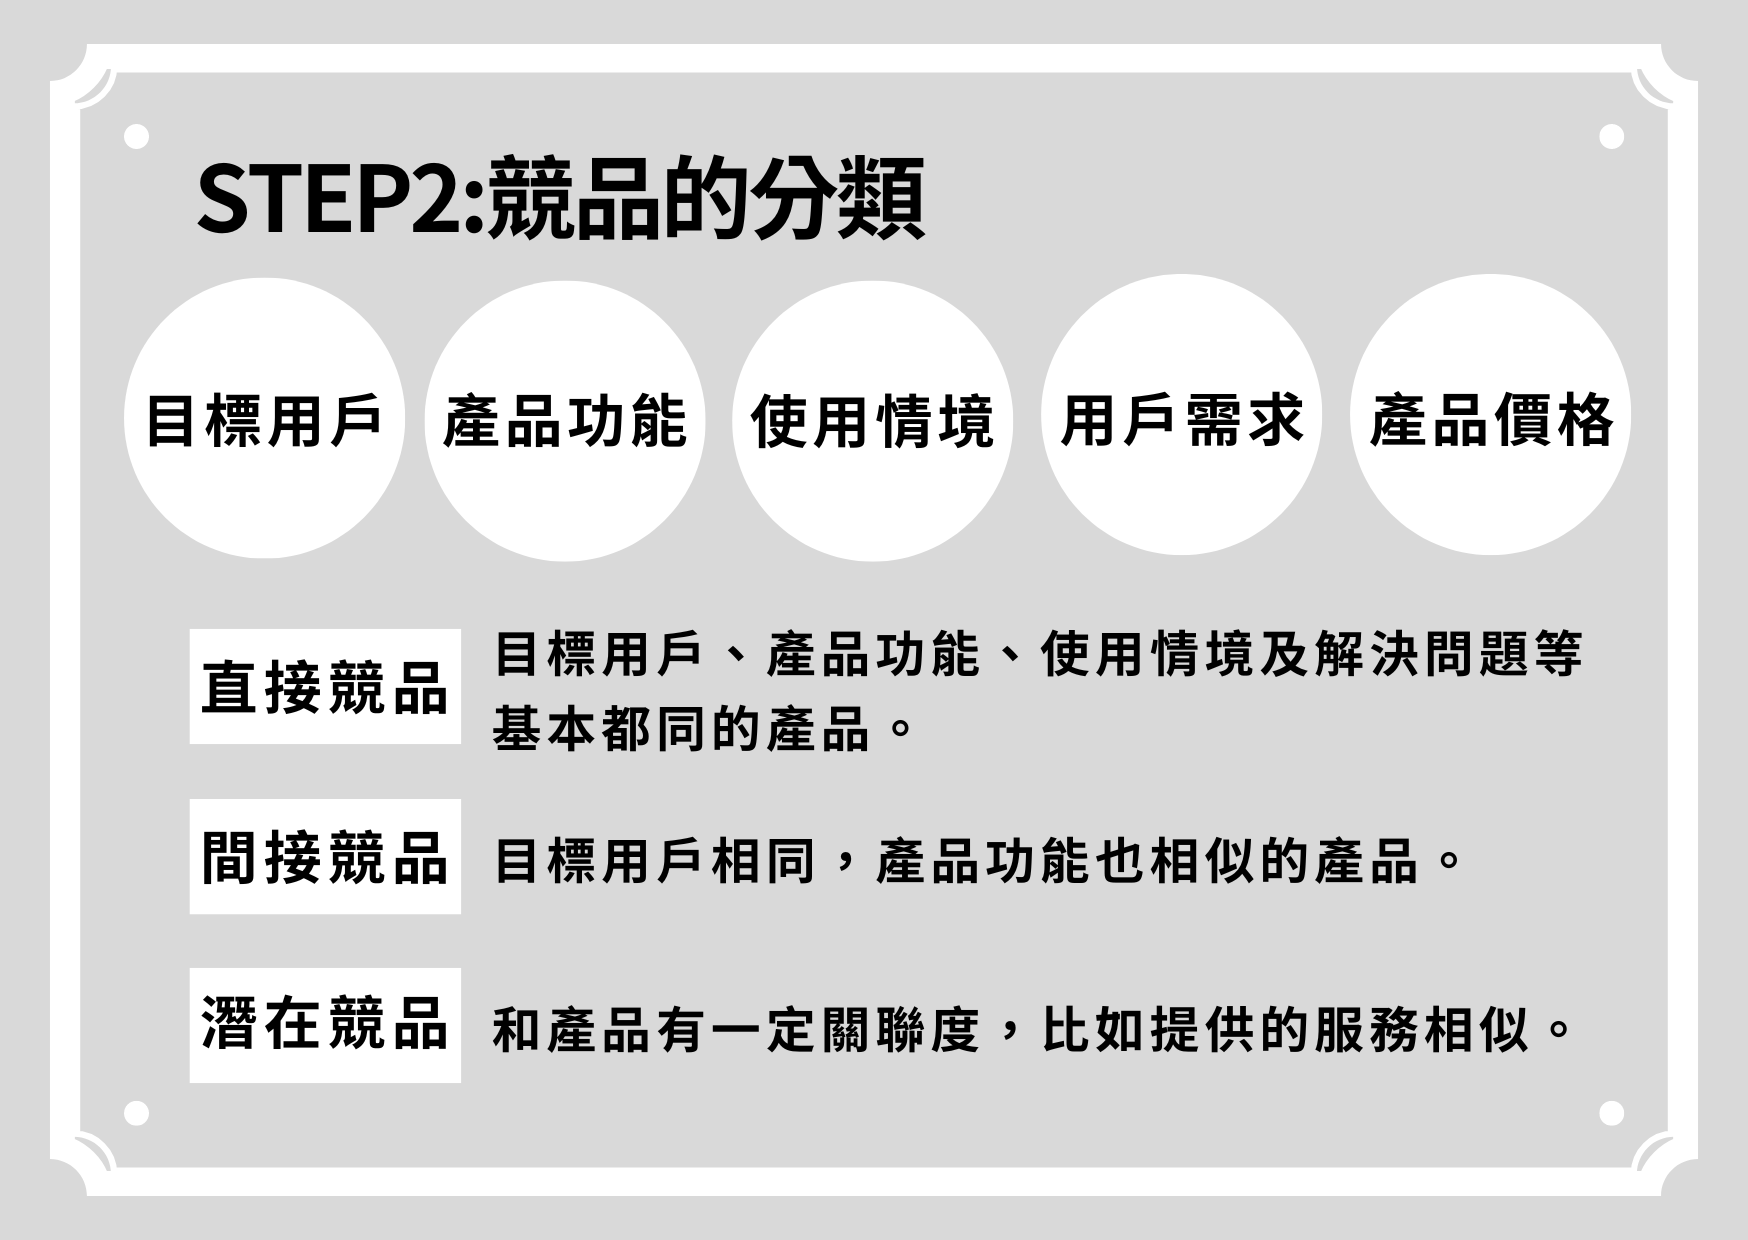 STEP2:競品的分類
目標用戶
產品功能
使用情境
用戶需求
產品價格
直接競品
目標用戶、產品功能、使用情境及解決問題等
基本都同的產品。
間接競品
目標用戶相同，產品功能也相似的產品。
潛在競品
和產品有一定關聯度，比如提供的服務相似。